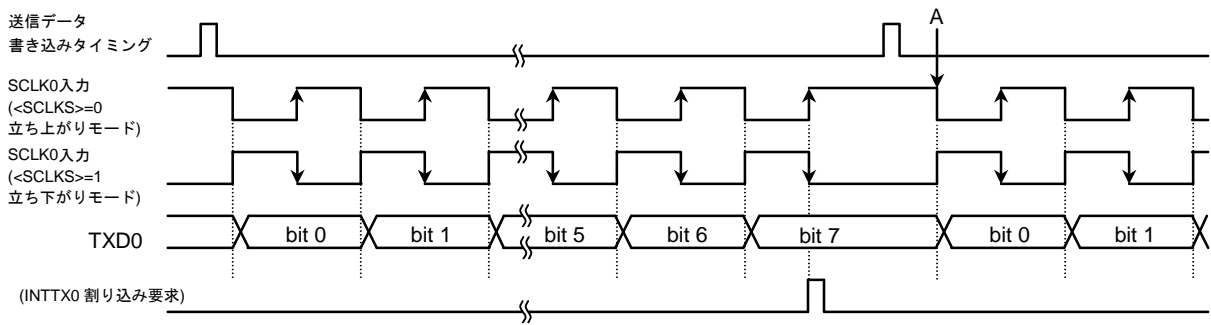 送信データ
書き込みタイミング
A
SCLK0入力
(<SCLKS>=0
立ち上がりモード)
SCLK0入力
(<SCLKS>=1
立ち下がりモード)
TXD0
bit 0
bit 1
bit 5
bit 6
bit 7
bit 0
bit 1
(INTTX0 割り込み要求)